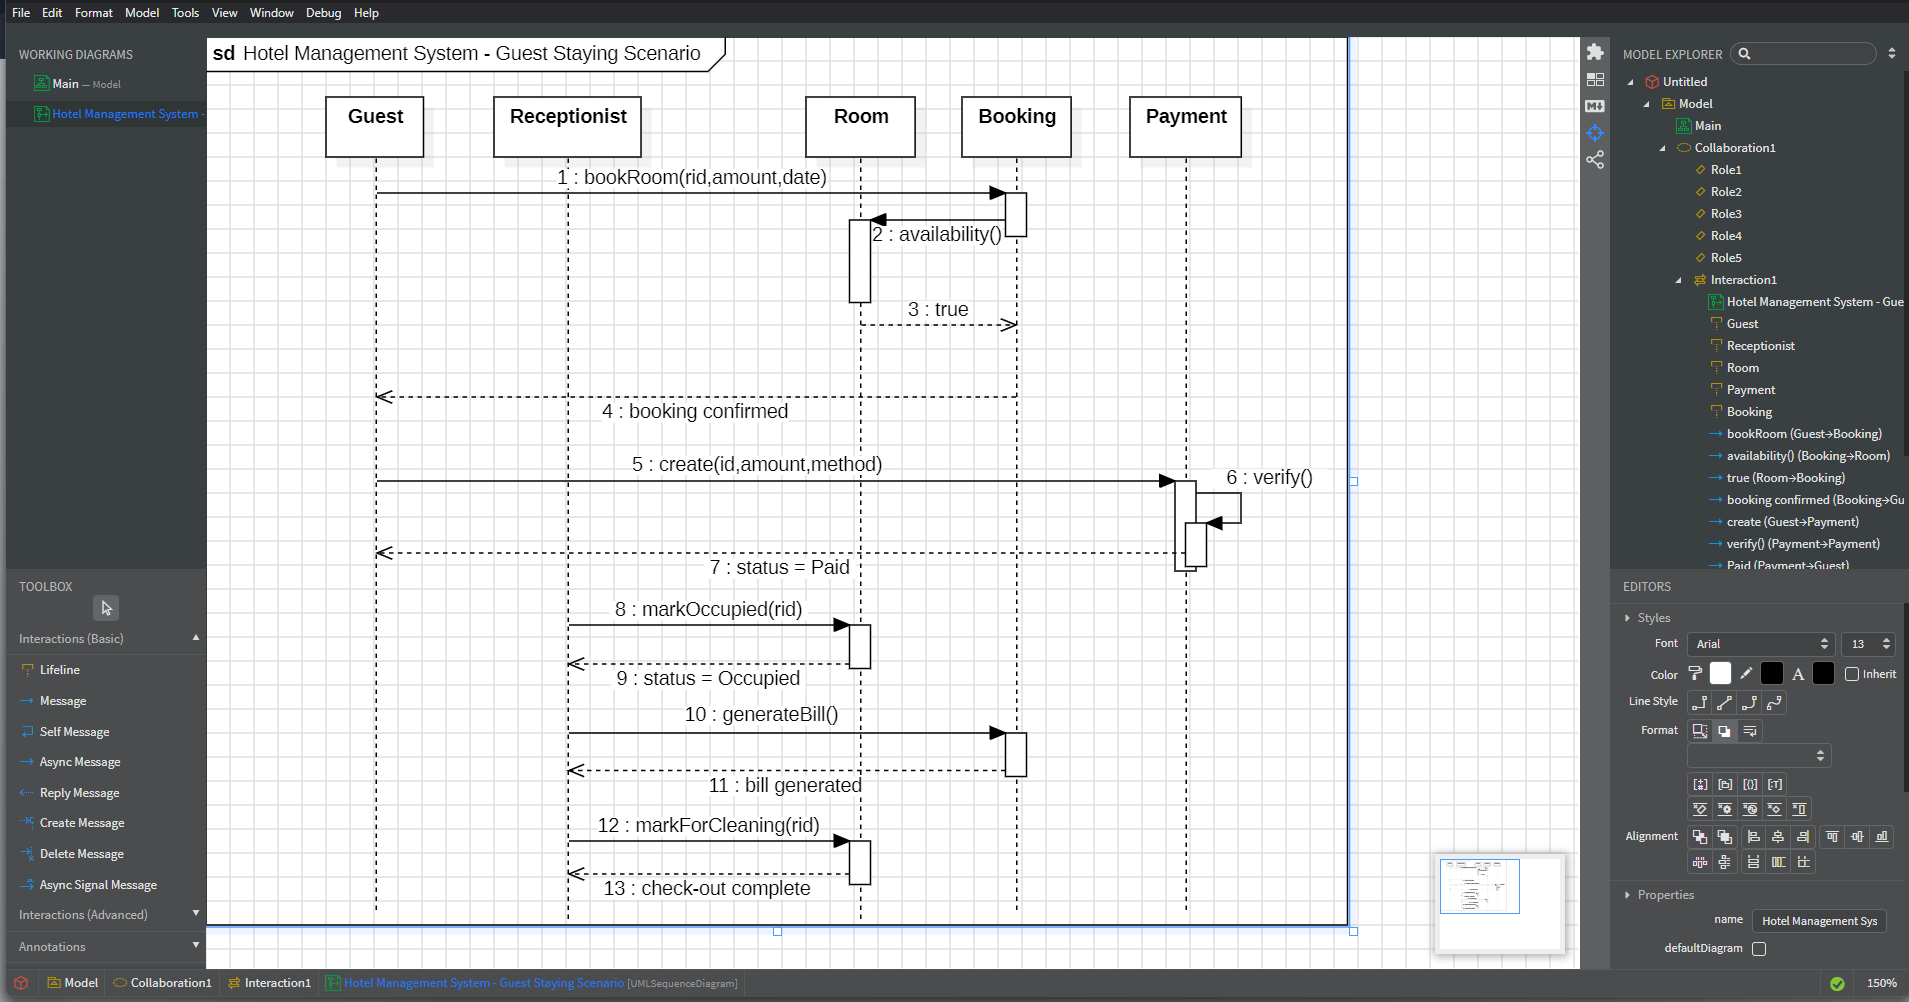 File Edit Format Model Tools View Window Debug Help
WORKING DIAGRAMS
Main — Model
Hotel Management System -
TOOLBOX
Interactions (Basic)
Lifeline
Message
Self Message
Async Message
Reply Message
Create Message
Delete Message
Async Signal Message
Interactions (Advanced)
Annotations
sd Hotel Management System - Guest Staying Scenario
Guest
Receptionist
Room
Booking
Payment
1 : bookRoom(rid,amount,date)
2 : availability()
3 : true
4 : booking confirmed
5 : create(id,amount,method)
6 : verify()
7 : status = Paid
8 : markOccupied(rid)
9 : status = Occupied
10 : generateBill()
11 : bill generated
12 : markForCleaning(rid)
13 : check-out complete
MODEL EXPLORER
Untitled
Model
Main
Collaboration1
Role1
Role2
Role3
Role4
Role5
Interaction1
Hotel Management System - Gue
Guest
Receptionist
Room
Payment
Booking
bookRoom (Guest→Booking)
availability() (Booking→Room)
true (Room→Booking)
booking confirmed (Booking→Gu
create (Guest→Payment)
verify() (Payment→Payment)
Paid (Payment→Guest)
EDITORS
Styles
Font Arial 13
Color A Inherit
Line Style
Format
Alignment
Properties
name Hotel Management Sys
defaultDiagram
Model Collaboration1 Interaction1 Hotel Management System - Guest Staying Scenario [UMLSequenceDiagram]
150%